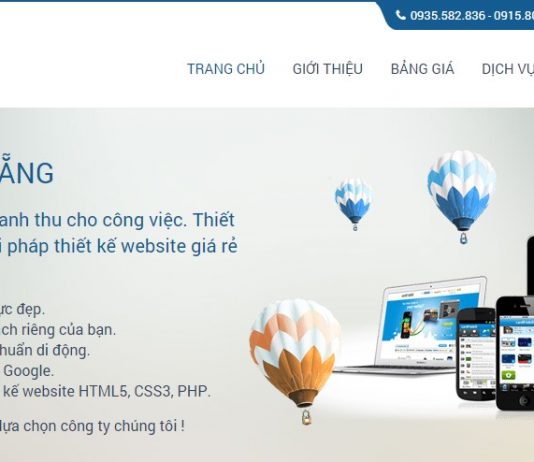 0935.582.836 - 0915.80
TRANG CHỦ GIỚI THIỆU BẢNG GIÁ DỊCH VỤ
ẴNG
anh thu cho công việc. Thiết
i pháp thiết kế website giá rẻ
ực đẹp.
ch riêng của bạn.
huẩn di động.
Google.
kế website HTML5, CSS3, PHP.
lựa chọn công ty chúng tôi !